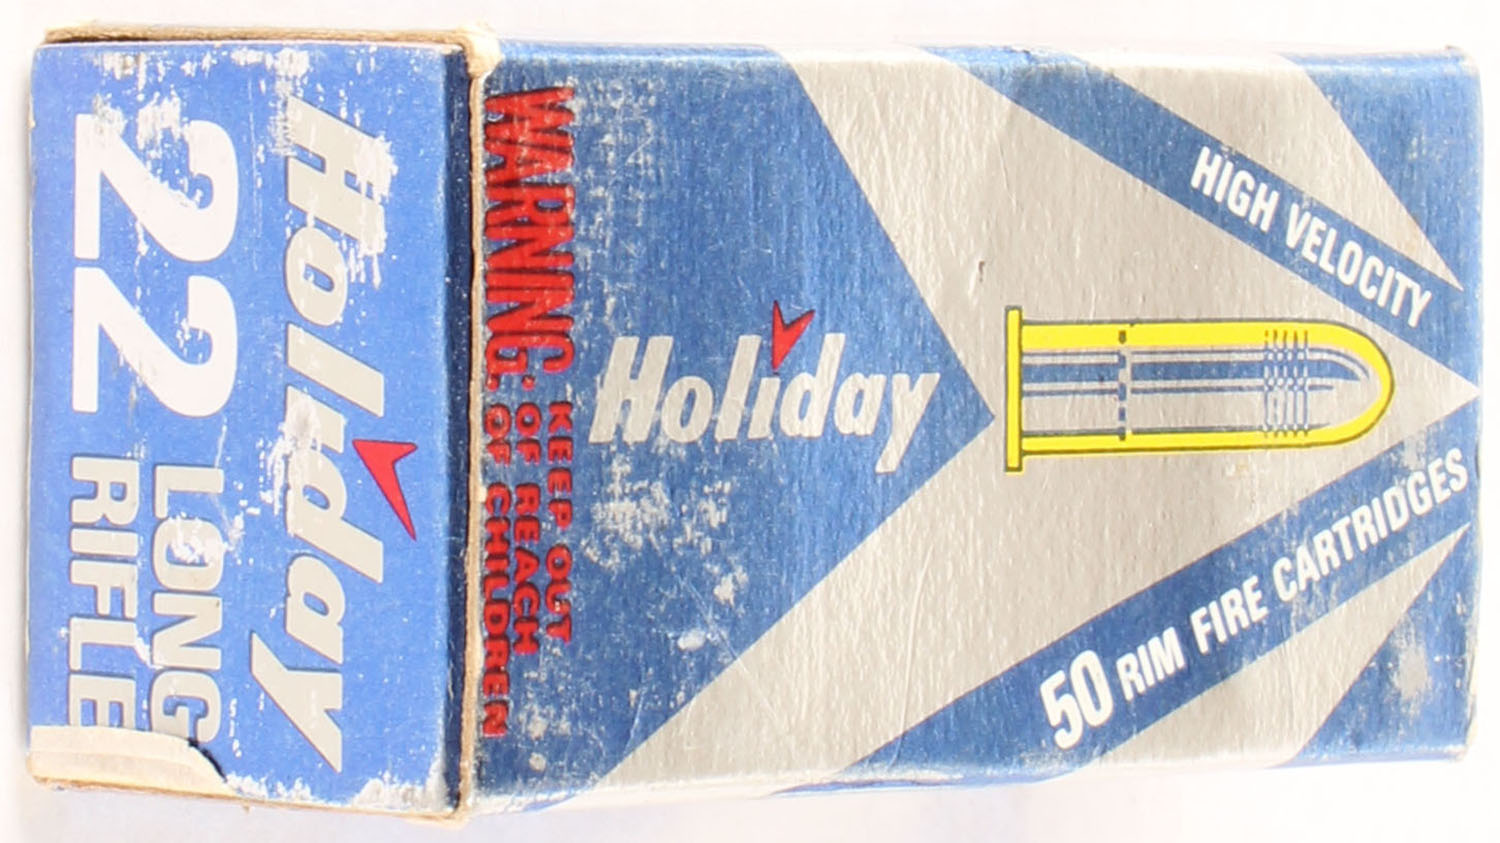 Holiday
22 LONG
RIFLE
WARNING: KEEP OUT
OF REACH
OF CHILDREN
Holiday
HIGH VELOCITY
50 RIM FIRE CARTRIDGES